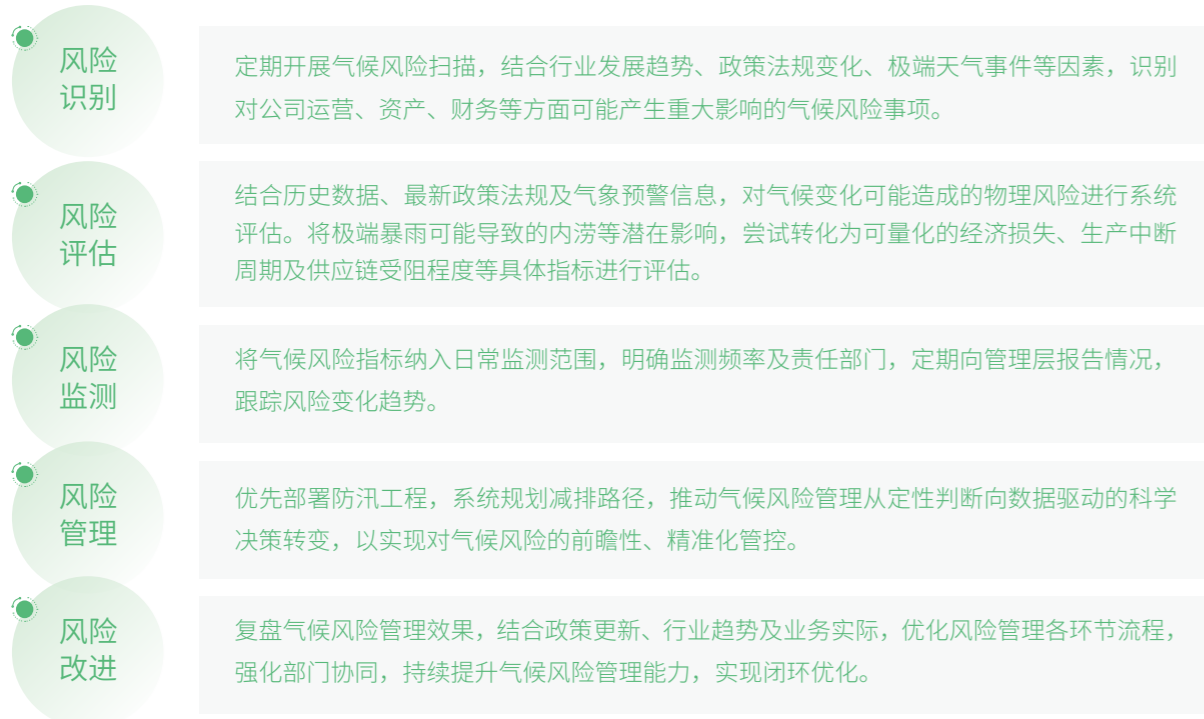 风险
识别
定期开展气候风险扫描，结合行业发展趋势、政策法规变化、极端天气事件等因素，识别
对公司运营、资产、财务等方面可能产生重大影响的气候风险事项。
风险
评估
结合历史数据、最新政策法规及气象预警信息，对气候变化可能造成的物理风险进行系统
评估。将极端暴雨可能导致的内涝等潜在影响，尝试转化为可量化的经济损失、生产中断
周期及供应链受阻程度等具体指标进行评估。
风险
监测
将气候风险指标纳入日常监测范围，明确监测频率及责任部门，定期向管理层报告情况，
跟踪风险变化趋势。
风险
管理
优先部署防汛工程，系统规划减排路径，推动气候风险管理从定性判断向数据驱动的科学
决策转变，以实现对气候风险的前瞻性、精准化管控。
风险
改进
复盘气候风险管理效果，结合政策更新、行业趋势及业务实际，优化风险管理各环节流程，
强化部门协同，持续提升气候风险管理能力，实现闭环优化。